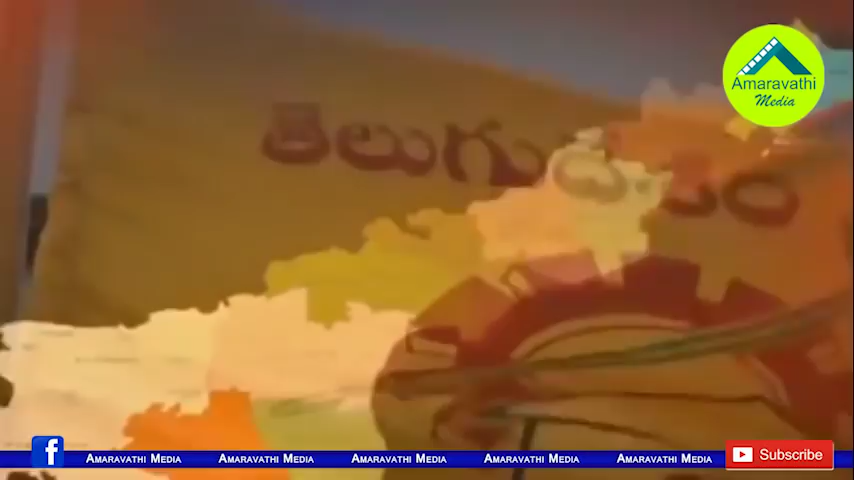 Amaravathi
Media
తెలుగుదేశం
AMARAVATHI MEDIA AMARAVATHI MEDIA AMARAVATHI MEDIA AMARAVATHI MEDIA AMARAVATHI MEDIA Subscribe